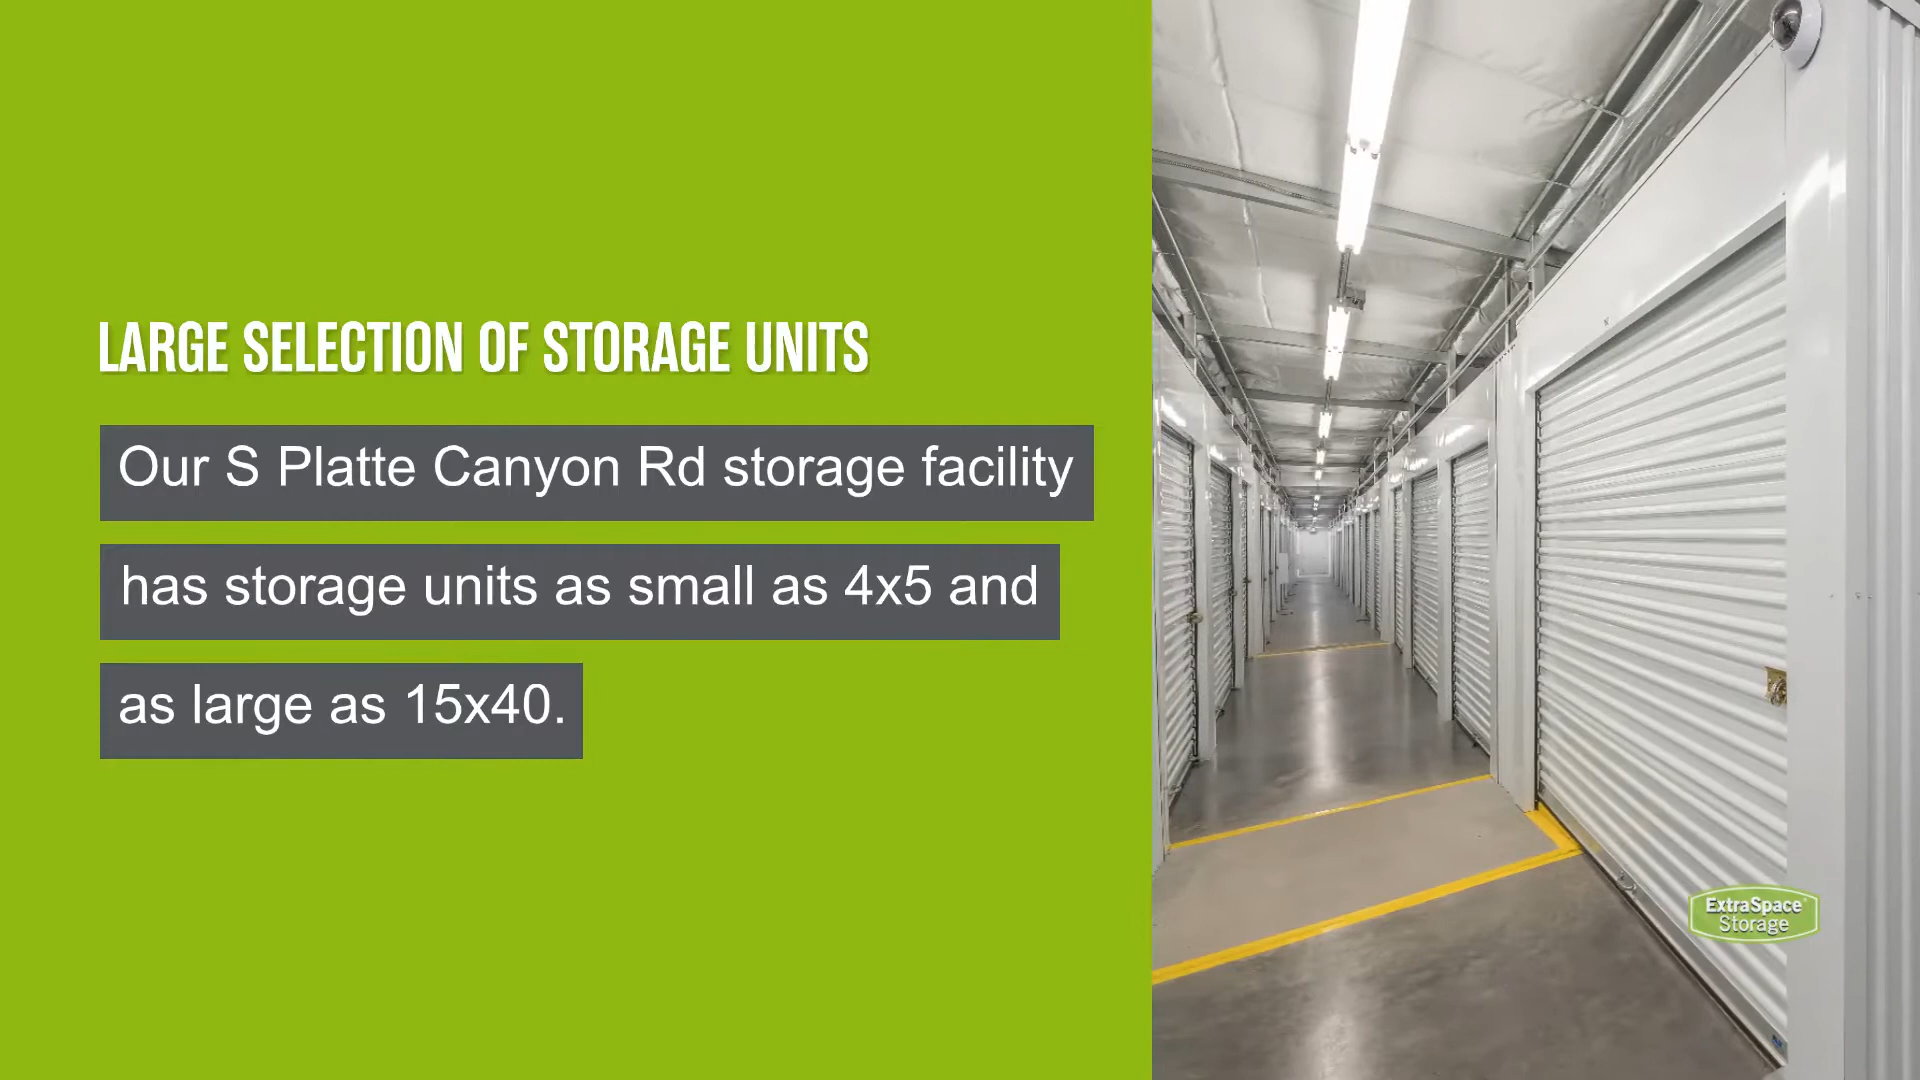 LARGE SELECTION OF STORAGE UNITS
Our S Platte Canyon Rd storage facility
has storage units as small as 4x5 and
as large as 15x40.
ExtraSpace
Storage